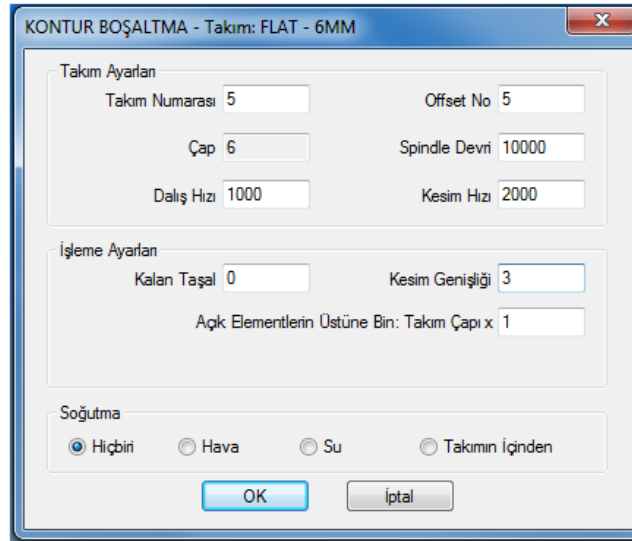 KONTUR BOŞALTMA - Takım: FLAT - 6MM
Takım Ayarları
Takım Numarası 5 Offset No 5
Çap 6 Spindle Devri 10000
Dalış Hızı 1000 Kesim Hızı 2000
İşleme Ayarları
Kalan Taşal 0 Kesim Genişliği 3
Açık Elementlerin Üstüne Bin: Takım Çapı x 1
Soğutma
Hiçbiri Hava Su Takımın İçinden
OK İptal